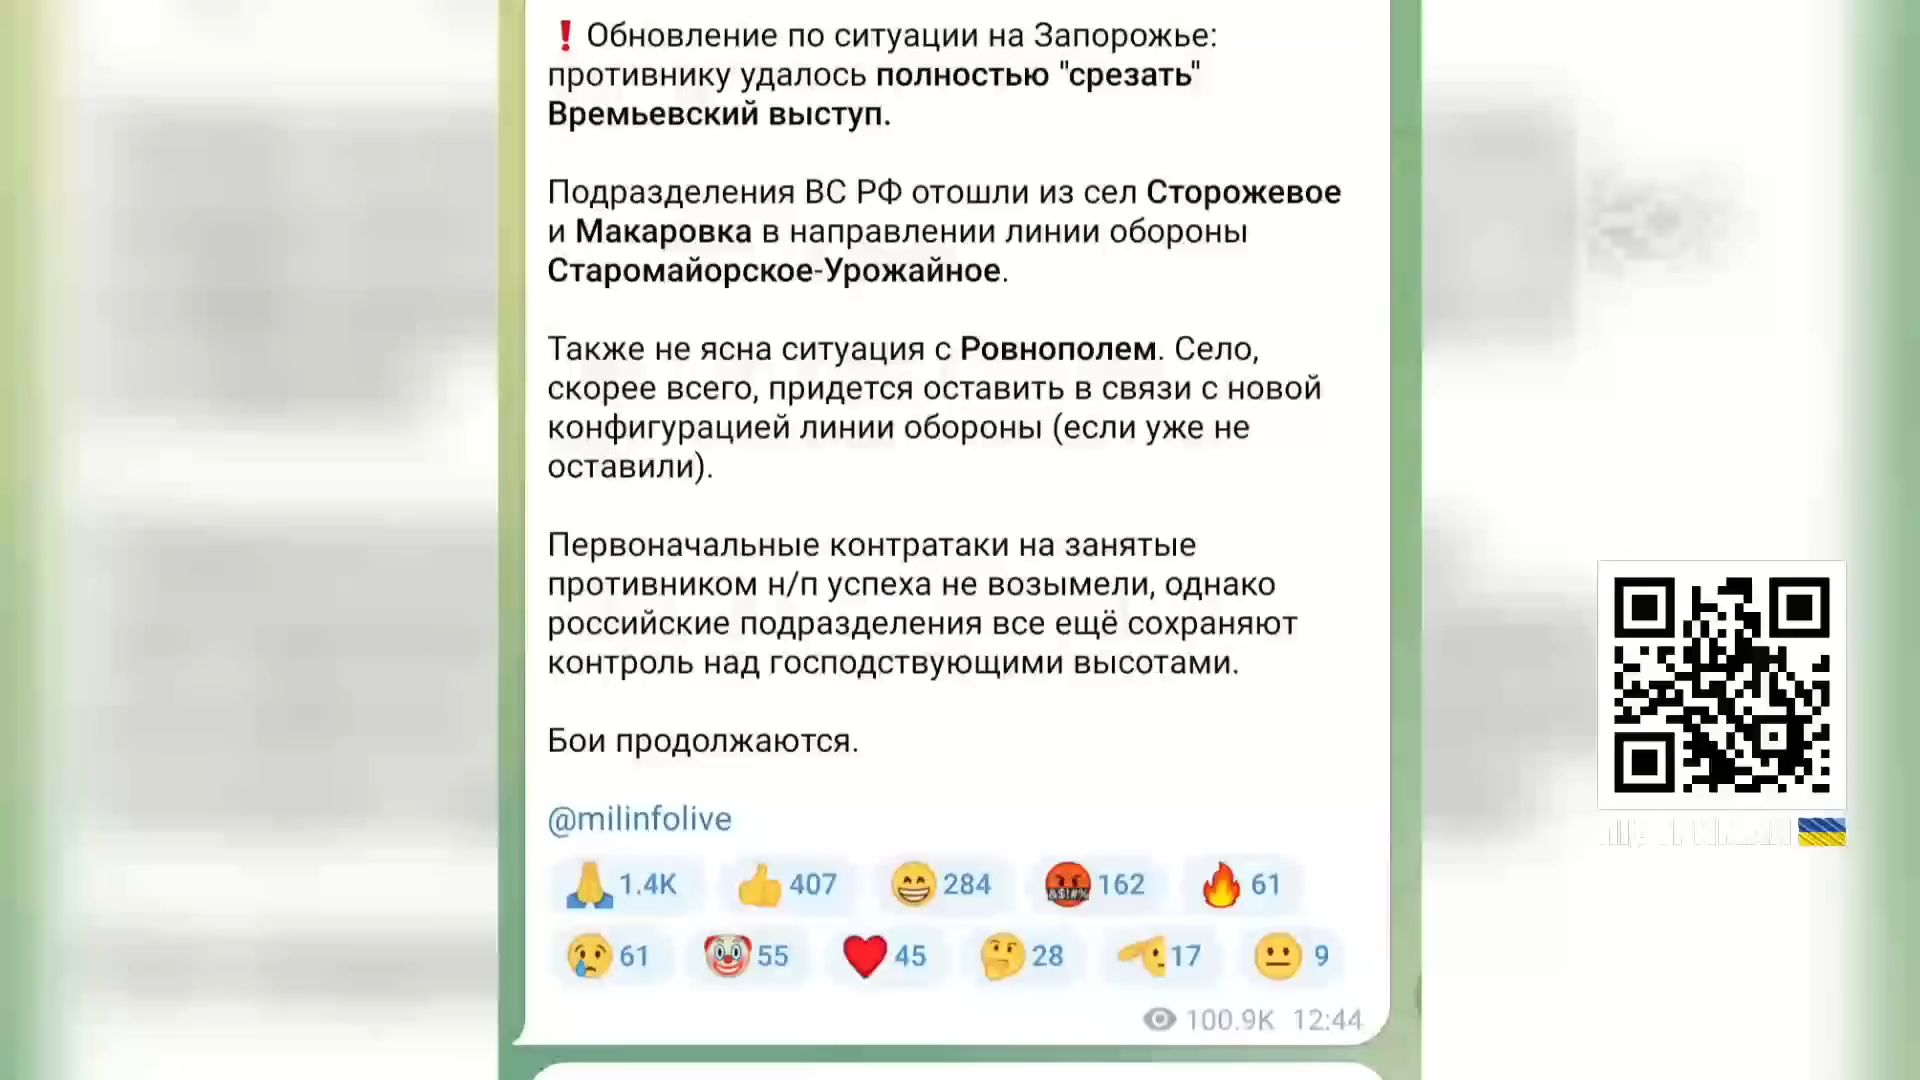 ❗ Обновление по ситуации на Запорожье:
противнику удалось полностью "срезать"
Времьевский выступ.
Подразделения ВС РФ отошли из сел Сторожевое
и Макаровка в направлении линии обороны
Старомайорское-Урожайное.
Также не ясна ситуация с Ровнополем. Село,
скорее всего, придется оставить в связи с новой
конфигурацией линии обороны (если уже не
оставили).
Первоначальные контратаки на занятые
противником н/п успеха не возымели, однако
российские подразделения все ещё сохраняют
контроль над господствующими высотами.
Бои продолжаются.
@milinfolive
1.4K 407 284 162 61
61 55 45 28 17 9
100.9K 12:44